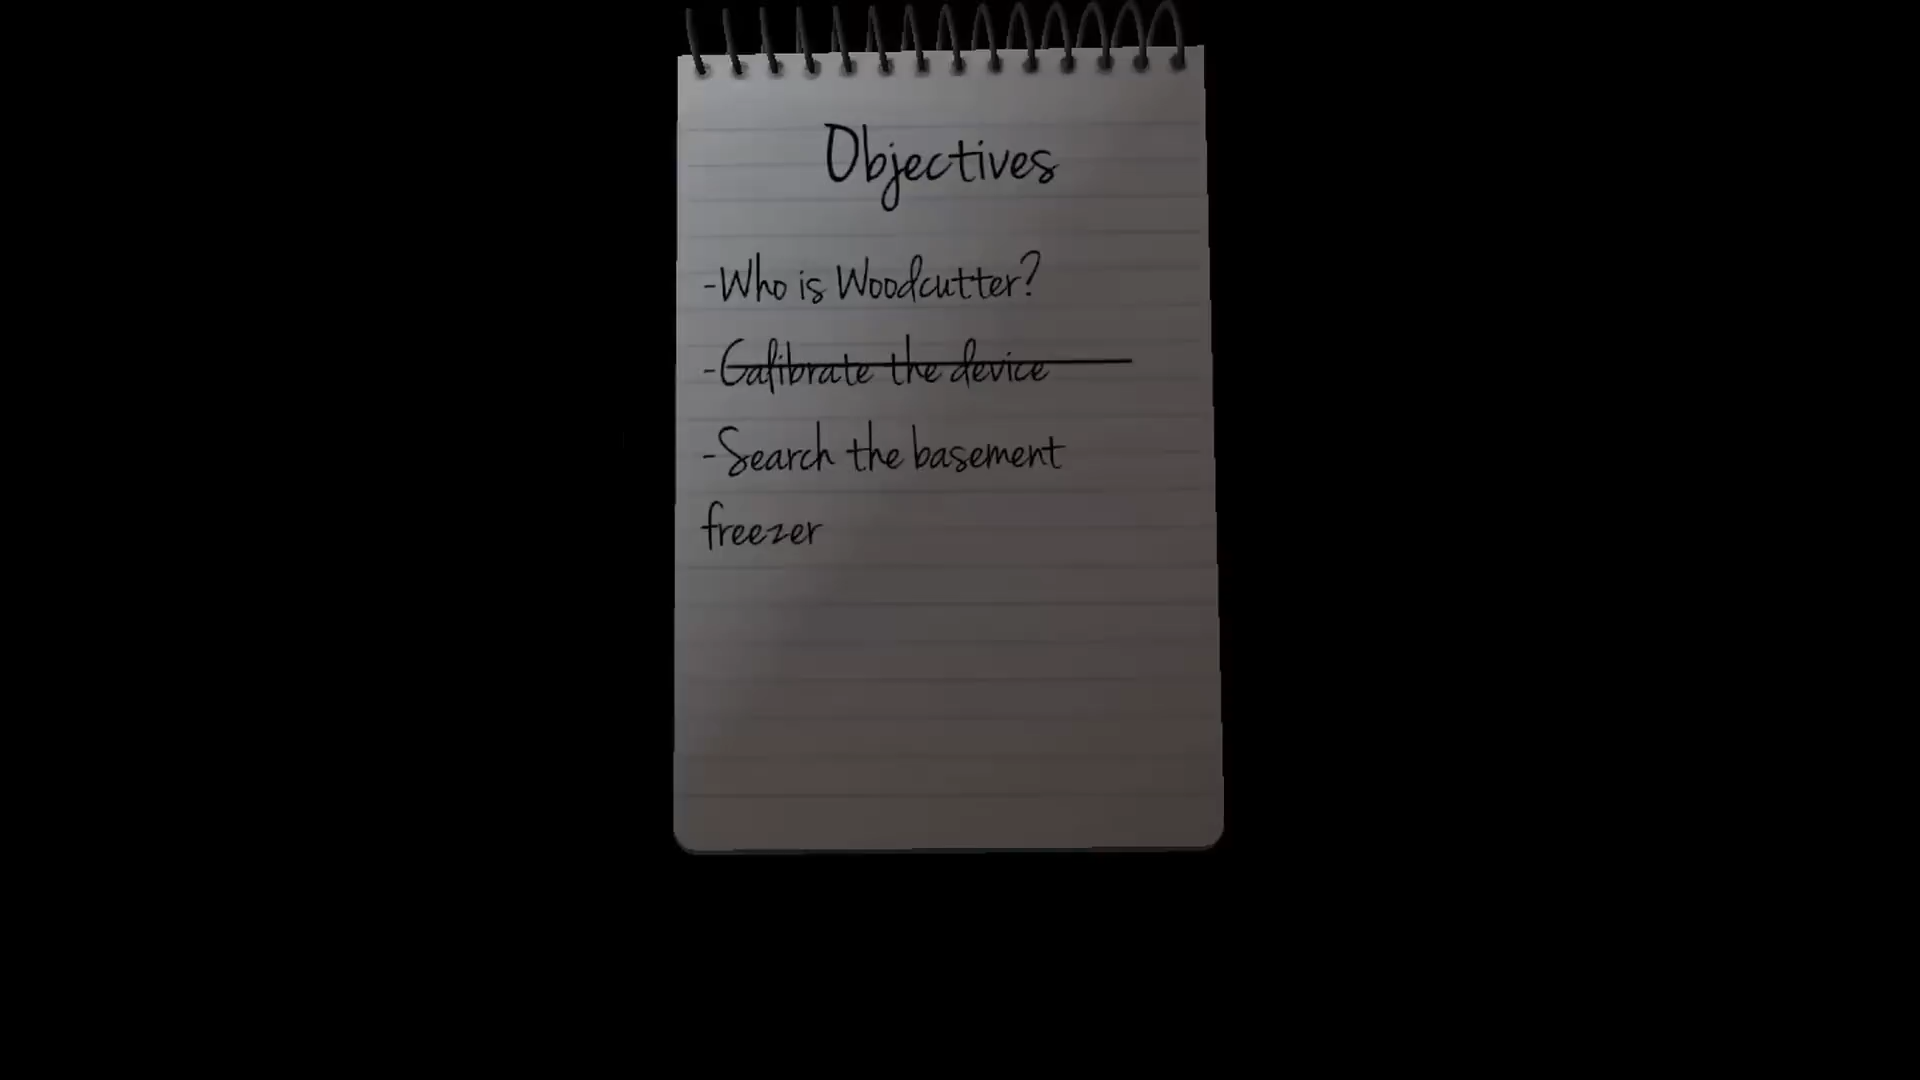 Objectives
-Who is Woodcutter?
-Calibrate the device
-Search the basement
freezer